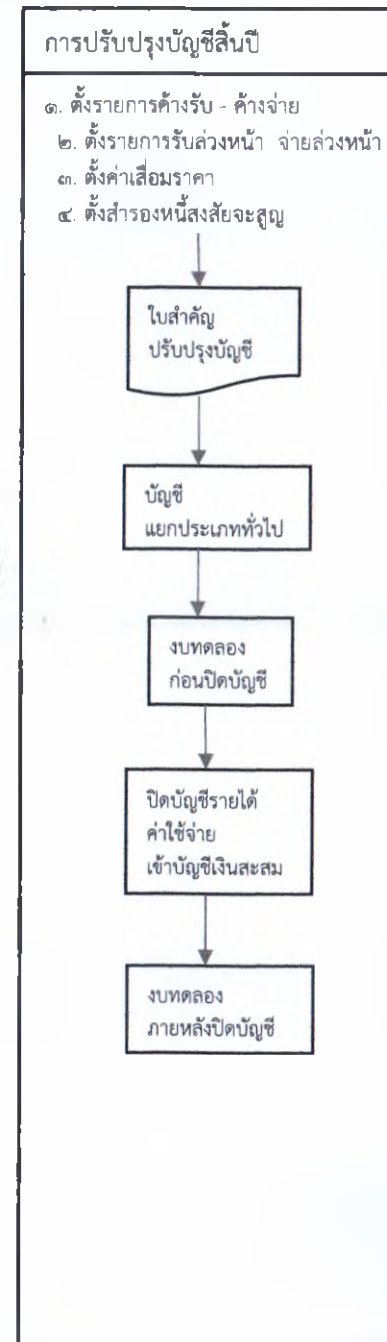 การปรับปรุงบัญชีสิ้นปี
๑. ตั้งรายการค้างรับ - ค้างจ่าย
๒. ตั้งรายการรับล่วงหน้า จ่ายล่วงหน้า
๓. ตั้งค่าเสื่อมราคา
๔. ตั้งสำรองหนี้สงสัยจะสูญ
ใบสำคัญ
ปรับปรุงบัญชี
บัญชี
แยกประเภททั่วไป
งบทดลอง
ก่อนปิดบัญชี
ปิดบัญชีรายได้
ค่าใช้จ่าย
เข้าบัญชีเงินสะสม
งบทดลอง
ภายหลังปิดบัญชี